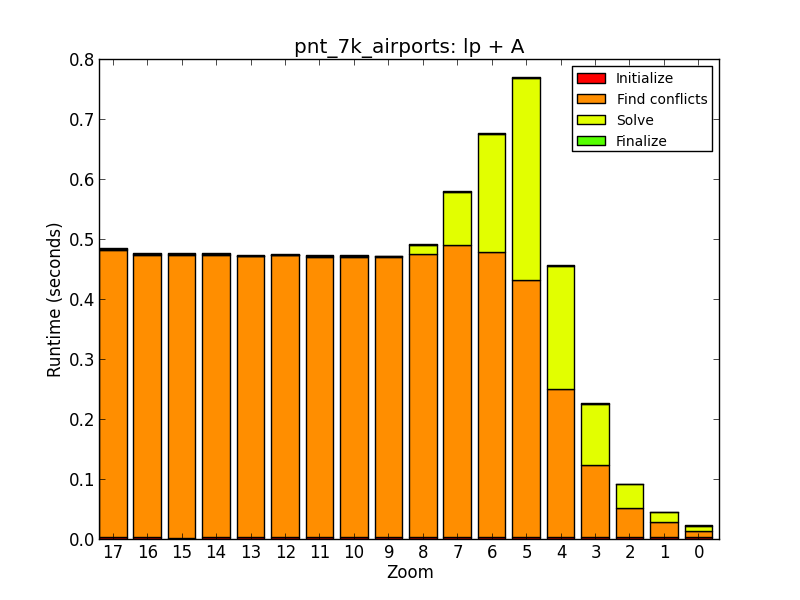 pnt_7k_airports: lp + A
0.8
0.7
0.6
0.5
0.4
0.3
0.2
0.1
0.0
Runtime (seconds)
Initialize
Find conflicts
Solve
Finalize
17 16 15 14 13 12 11 10 9 8 7 6 5 4 3 2 1 0
Zoom